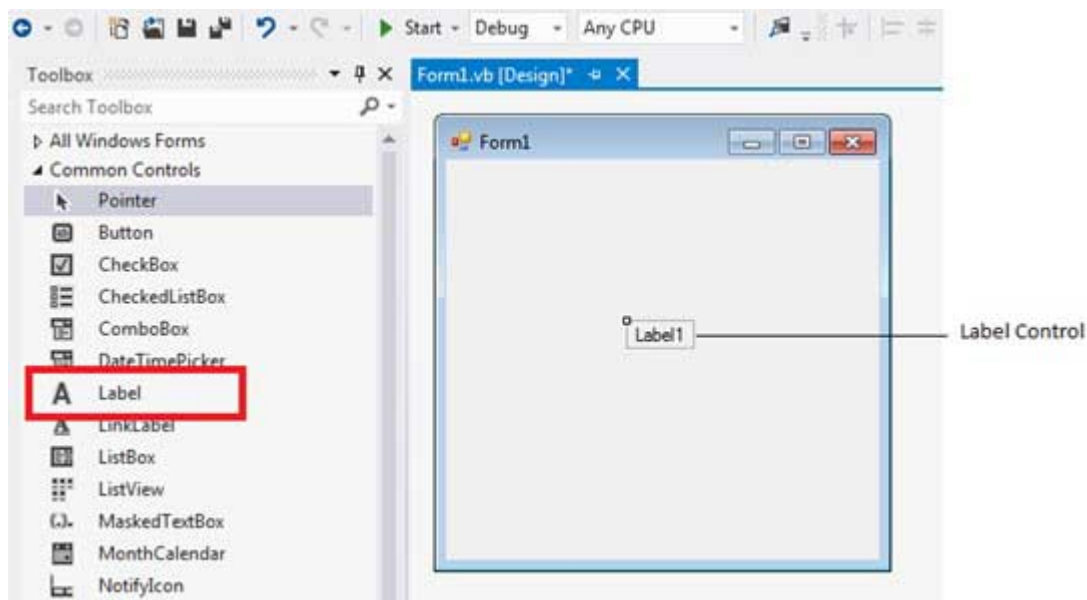 Start Debug Any CPU
Toolbox
Form1.vb [Design]*
Search Toolbox
All Windows Forms
Common Controls
Pointer
Button
CheckBox
CheckedListBox
ComboBox
DateTimePicker
Label
LinkLabel
ListBox
ListView
MaskedTextBox
MonthCalendar
NotifyIcon
Form1
Label1
Label Control